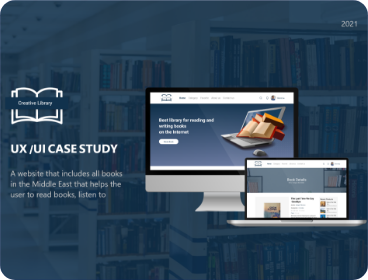 2021
Creative Library
UX /UI CASE STUDY
A website that includes all books
in the Middle East that helps the
user to read books, listen to
Best library for reading and
writing books
on the Internet
Book Details